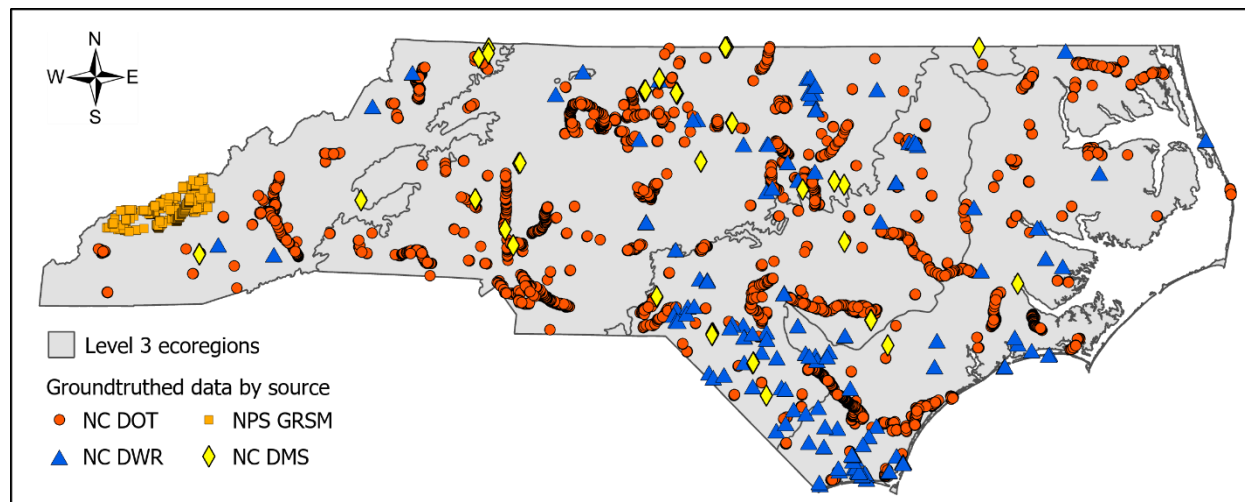 N
W E
S
Level 3 ecoregions
Groundtruthed data by source
NC DOT NPS GRSM
NC DWR NC DMS